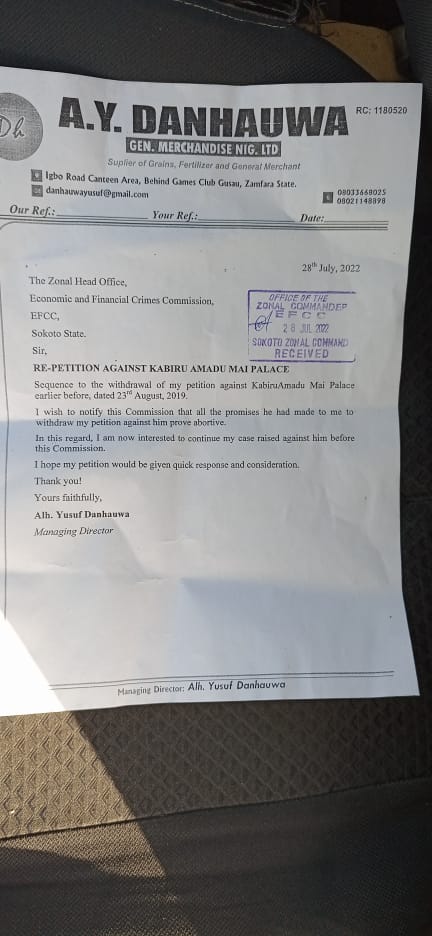 Dh
A.Y. DANHAUWA
RC: 1180520
GEN. MERCHANDISE NIG. LTD
Suplier of Grains, Fertilizer and General Merchant
Igbo Road Canteen Area, Behind Games Club Gusau, Zamfara State.
danhauwayusuf@gmail.com
08033668025
08021148898
Our Ref.: Your Ref.: Date:
28th July, 2022
The Zonal Head Office,
Economic and Financial Crimes Commission,
EFCC,
Sokoto State.
Sir,
OFFICE OF THE
ZONAL COMMANDER
EFCC
28 JUL 2022
SOKOTO ZONAL COMMAND
RECEIVED
RE-PETITION AGAINST KABIRU AMADU MAI PALACE
Sequence to the withdrawal of my petition against KabiruAmadu Mai Palace
earlier before, dated 23rd August, 2019.
I wish to notify this Commission that all the promises he had made to me to
withdraw my petition against him prove abortive.
In this regard, I am now interested to continue my case raised against him before
this Commission.
I hope my petition would be given quick response and consideration.
Thank you!
Yours faithfully,
Alh. Yusuf Danhauwa
Managing Director
Managing Director: Alh. Yusuf Danhauwa